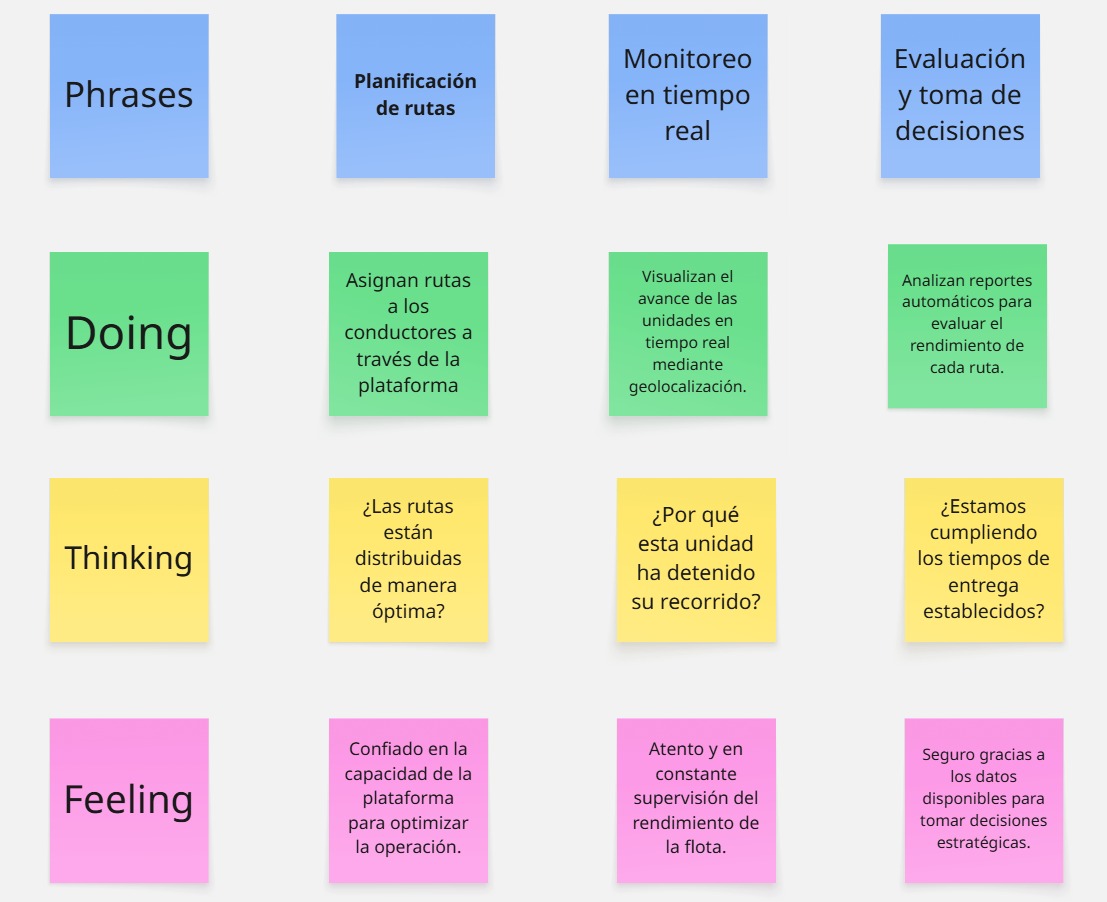 Phrases
Planificación
de rutas
Monitoreo
en tiempo
real
Evaluación
y toma de
decisiones
Doing
Asignan rutas
a los
conductores a
través de la
plataforma
Visualizan el
avance de las
unidades en
tiempo real
mediante
geolocalización.
Analizan reportes
automáticos para
evaluar el
rendimiento de
cada ruta.
Thinking
¿Las rutas
están
distribuidas
de manera
óptima?
¿Por qué
esta unidad
ha detenido
su recorrido?
¿Estamos
cumpliendo
los tiempos de
entrega
establecidos?
Feeling
Confiado en la
capacidad de la
plataforma
para optimizar
la operación.
Atento y en
constante
supervisión del
rendimiento de
la flota.
Seguro gracias a
los datos
disponibles para
tomar decisiones
estratégicas.